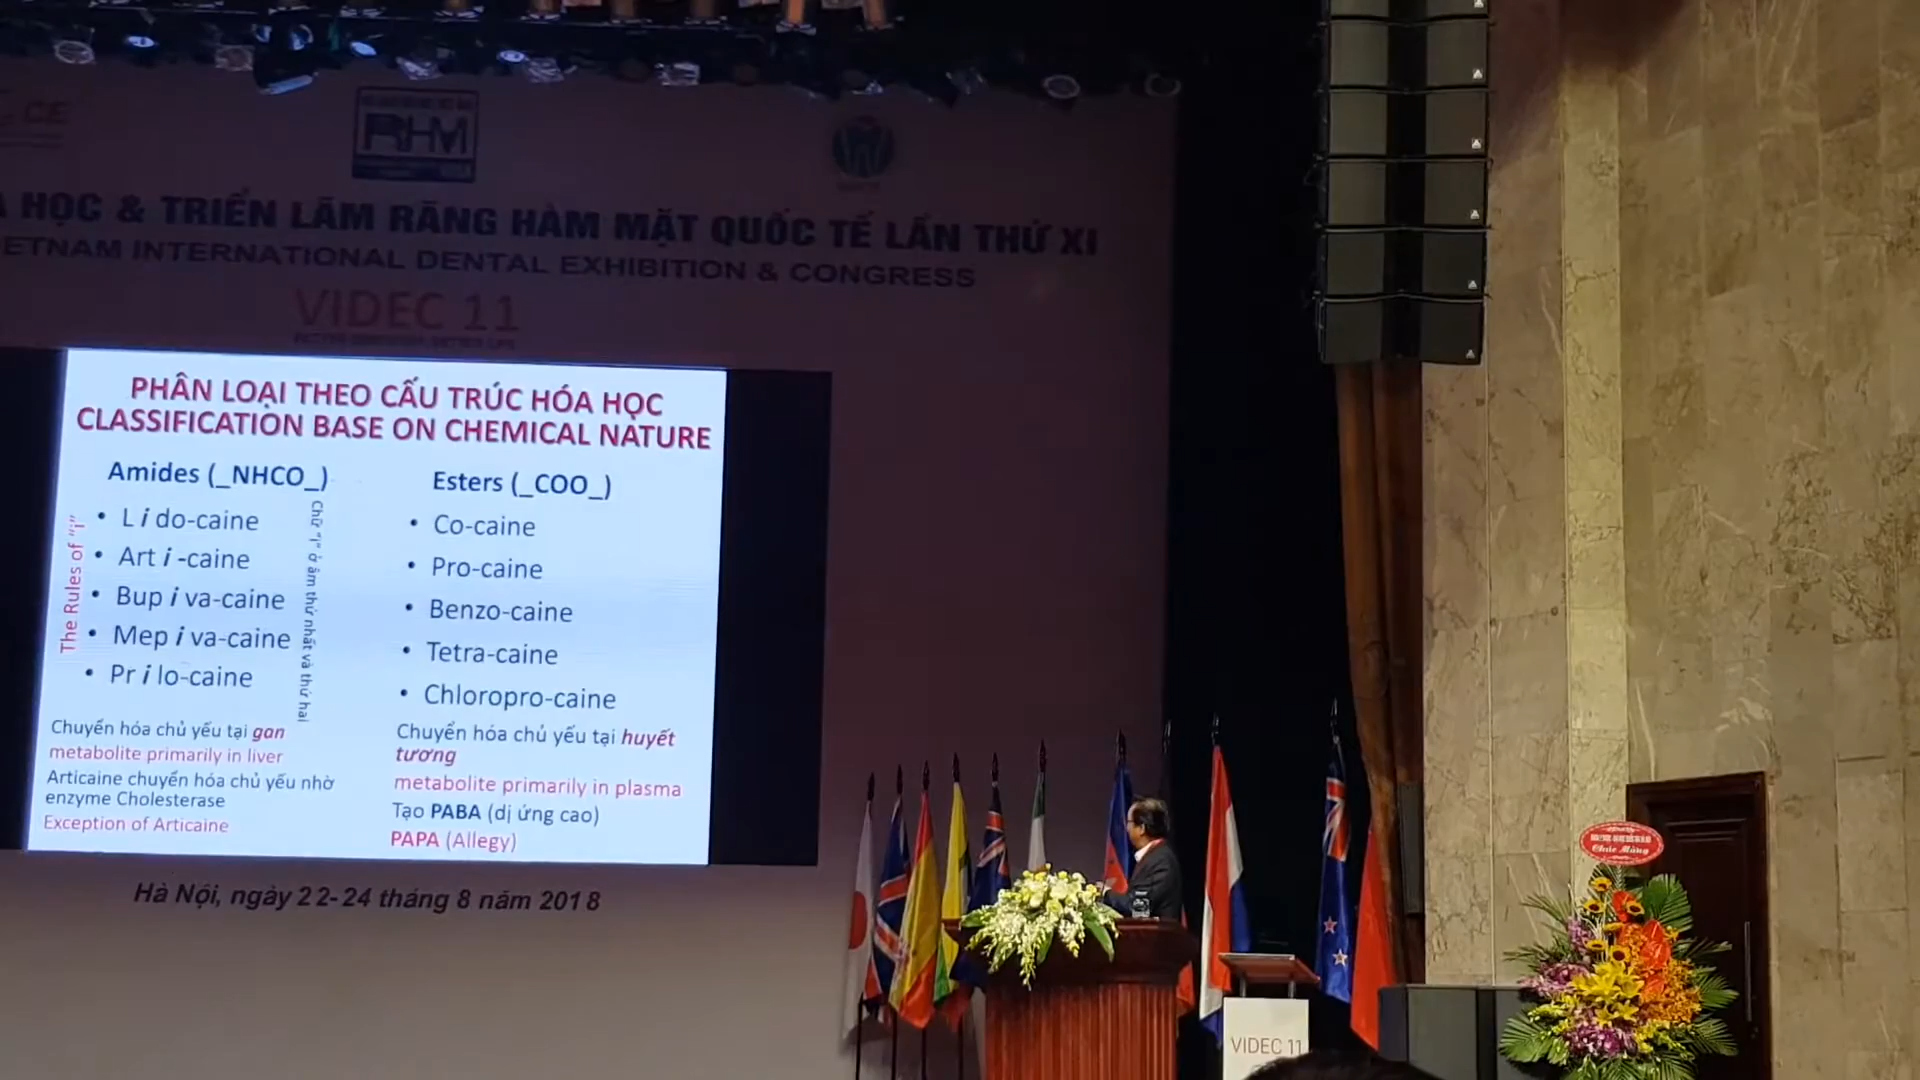 CE
RHM
HỌC & TRIỂN LÃM RĂNG HÀM MẶT QUỐC TẾ LẦN THỨ XI
ETNAM INTERNATIONAL DENTAL EXHIBITION & CONGRESS
VIDEC 11
PHÂN LOẠI THEO CẤU TRÚC HÓA HỌC
CLASSIFICATION BASE ON CHEMICAL NATURE
Amides (_NHCO_)
The Rules of "i"
• L i do-caine
• Art i -caine
• Bup i va-caine
• Mep i va-caine
• Pr i lo-caine
Chữ "i" ở âm thứ nhất và thứ hai
Chuyển hóa chủ yếu tại gan
metabolite primarily in liver
Articaine chuyển hóa chủ yếu nhờ
enzyme Cholesterase
Exception of Articaine
Esters (_COO_)
• Co-caine
• Pro-caine
• Benzo-caine
• Tetra-caine
• Chloropro-caine
Chuyển hóa chủ yếu tại huyết
tương
metabolite primarily in plasma
Tạo PABA (dị ứng cao)
PAPA (Allegy)
Hà Nội, ngày 22-24 tháng 8 năm 2018
Chúc Mừng
VIDEC 11